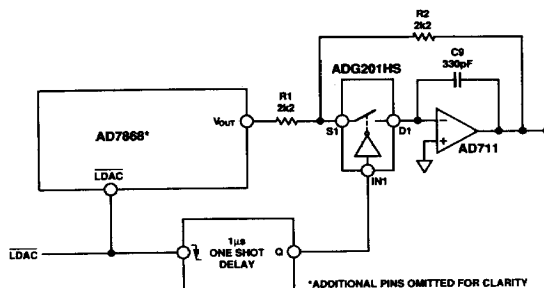 R2
2k2
C9
330pF
ADG201HS
R1
2k2
VOUT
S1
D1
AD7868*
AD711
LDAC
IN1
1µs
ONE SHOT
DELAY
Q
LDAC
*ADDITIONAL PINS OMITTED FOR CLARITY